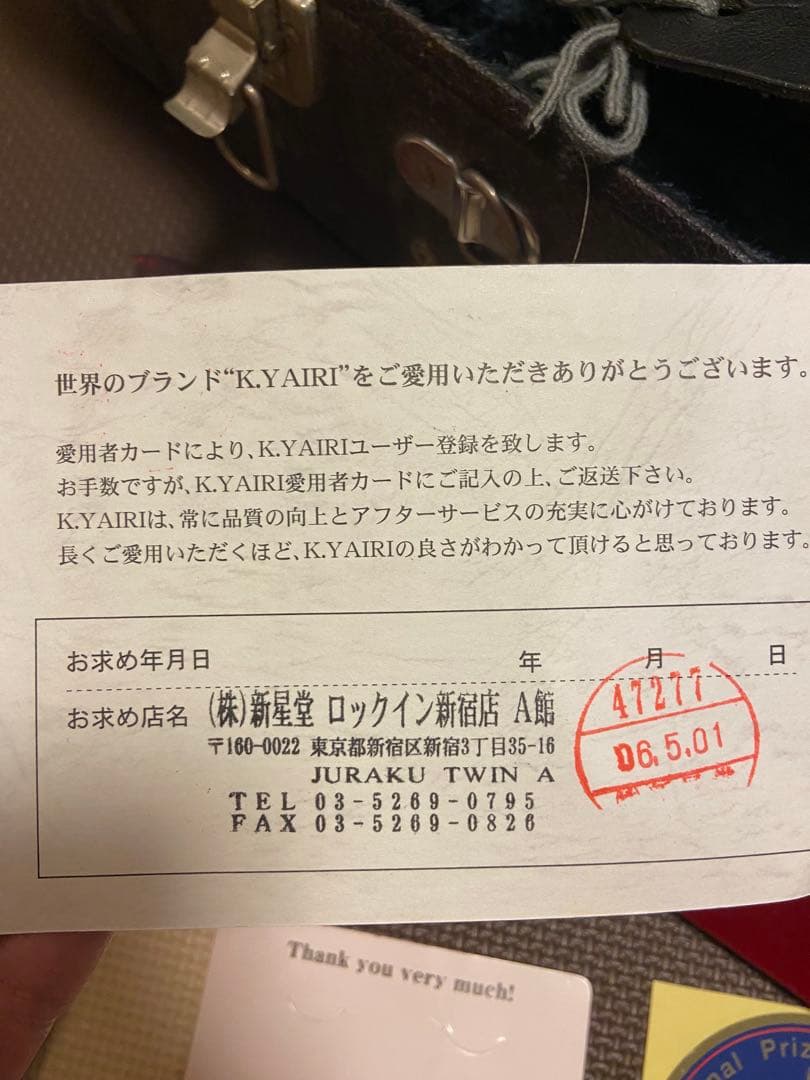 世界のブランド“K.YAIRI”をご愛用いただきありがとうございます。
愛用者カードにより、K.YAIRIユーザー登録を致します。
お手数ですが、K.YAIRI愛用者カードにご記入の上、ご返送下さい。
K.YAIRIは、常に品質の向上とアフターサービスの充実に心がけております。
長くご愛用いただくほど、K.YAIRIの良さがわかって頂けると思っております。
お求め年月日 年 月 日
お求め店名 (株)新星堂 ロックイン新宿店 A館
〒160-0022 東京都新宿区新宿3丁目35-16
JURAKU TWIN A
TEL 03-5269-0795
FAX 03-5269-0826
47277
06.5.01
Thank you very much!